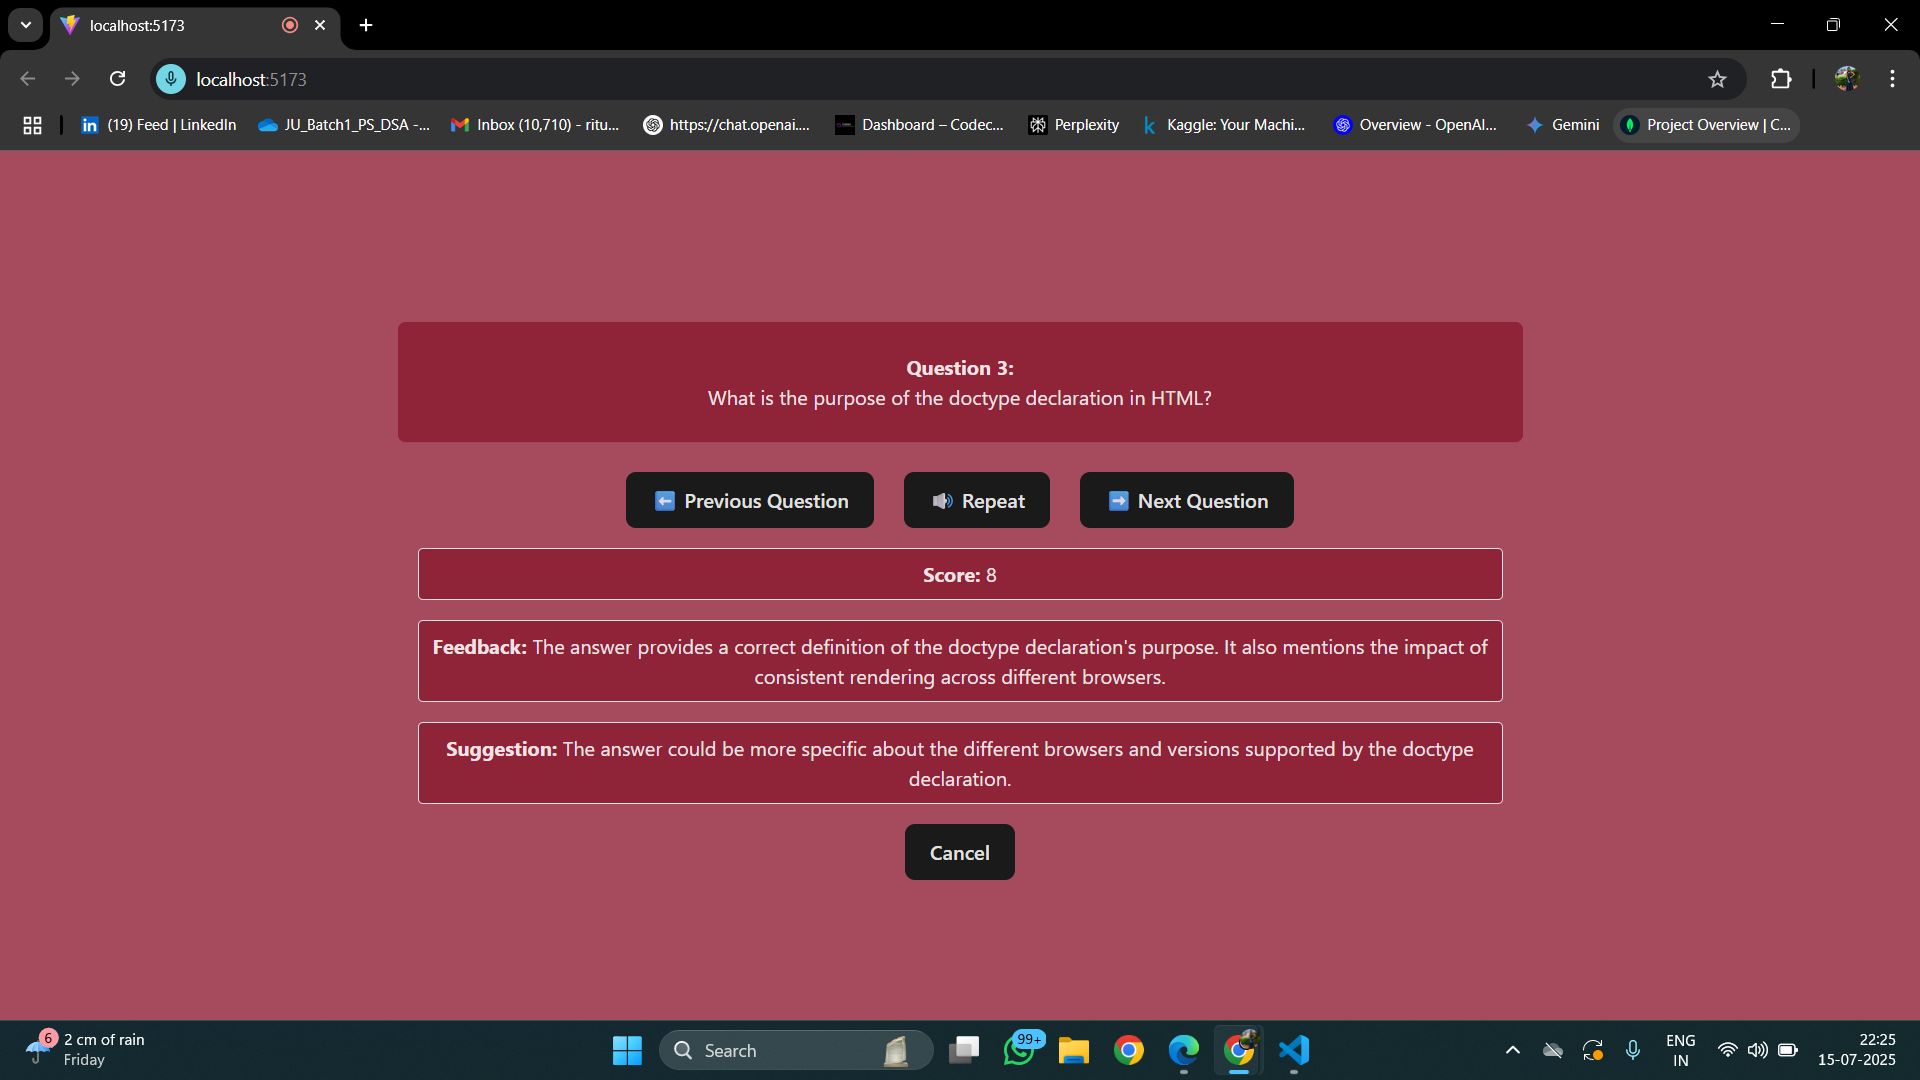 localhost:5173
localhost:5173
(19) Feed | LinkedIn
JU_Batch1_PS_DSA -...
Inbox (10,710) - ritu...
https://chat.openai....
Dashboard – Codec...
Perplexity
Kaggle: Your Machi...
Overview - OpenAI...
Gemini
Project Overview | C...
Question 3:
What is the purpose of the doctype declaration in HTML?
Previous Question
Repeat
Next Question
Score: 8
Feedback: The answer provides a correct definition of the doctype declaration's purpose. It also mentions the impact of
consistent rendering across different browsers.
Suggestion: The answer could be more specific about the different browsers and versions supported by the doctype
declaration.
Cancel
6
2 cm of rain
Friday
Search
99+
ENG
IN
22:25
15-07-2025